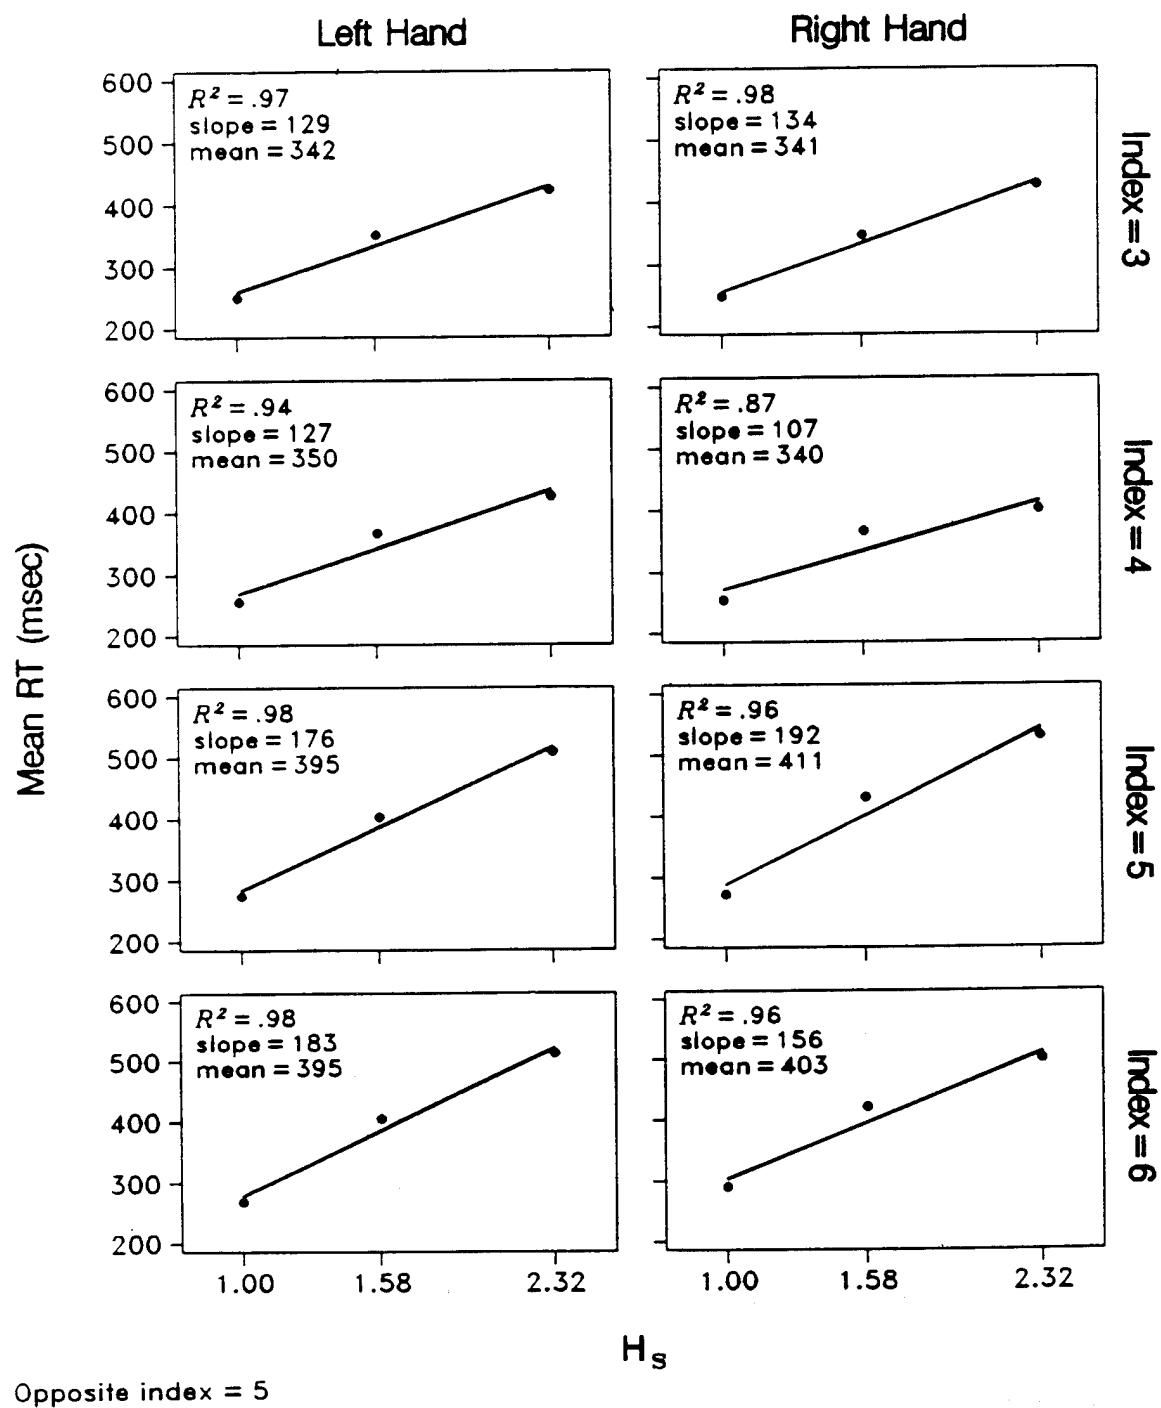 Left Hand
Right Hand
R² = .97
slope = 129
mean = 342
R² = .98
slope = 134
mean = 341
600
500
400
300
200
Index = 3
R² = .94
slope = 127
mean = 350
R² = .87
slope = 107
mean = 340
600
500
400
300
200
Index = 4
Mean RT (msec)
R² = .98
slope = 176
mean = 395
R² = .96
slope = 192
mean = 411
600
500
400
300
200
Index = 5
R² = .98
slope = 183
mean = 395
R² = .96
slope = 156
mean = 403
600
500
400
300
200
Index = 6
1.00 1.58 2.32
1.00 1.58 2.32
Hs
Opposite index = 5